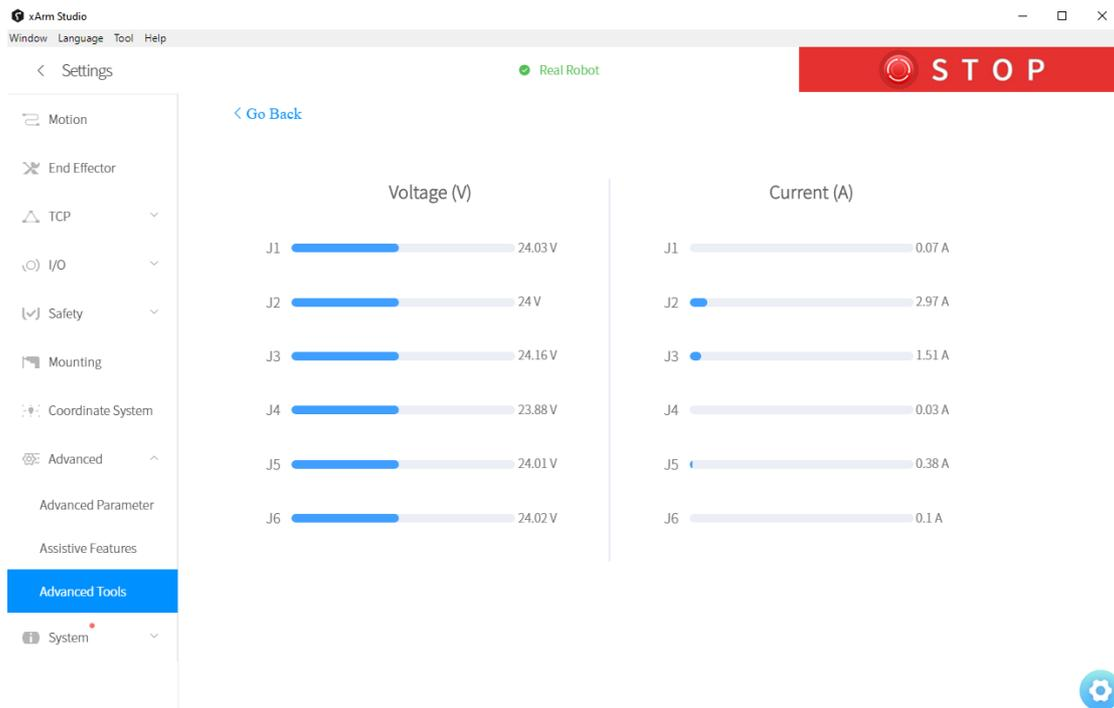 xArm Studio
Window Language Tool Help
Settings
Real Robot
STOP
Motion
End Effector
TCP
I/O
Safety
Mounting
Coordinate System
Advanced
Advanced Parameter
Assistive Features
Advanced Tools
System
Go Back
Voltage (V)
J1 24.03 V
J2 24 V
J3 24.16 V
J4 23.88 V
J5 24.01 V
J6 24.02 V
Current (A)
J1 0.07 A
J2 2.97 A
J3 1.51 A
J4 0.03 A
J5 0.38 A
J6 0.1 A